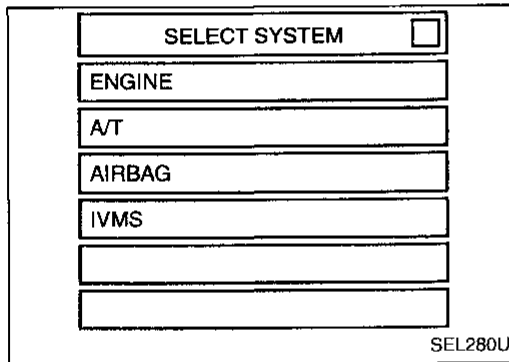 SELECT SYSTEM
ENGINE
A/T
AIRBAG
IVMS
SEL280U